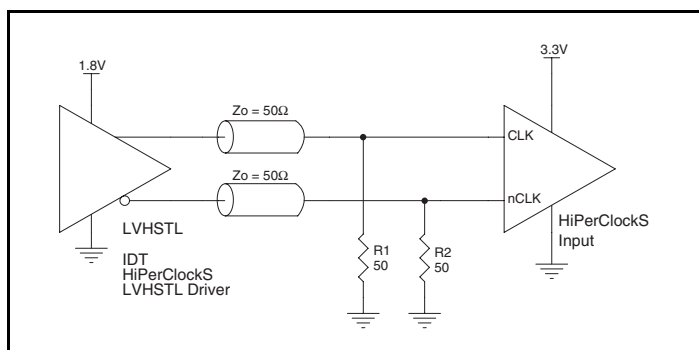 1.8V
3.3V
Zo = 50Ω
CLK
Zo = 50Ω
nCLK
LVHSTL
IDT
HiPerClockS
LVHSTL Driver
R1
50
R2
50
HiPerClockS
Input